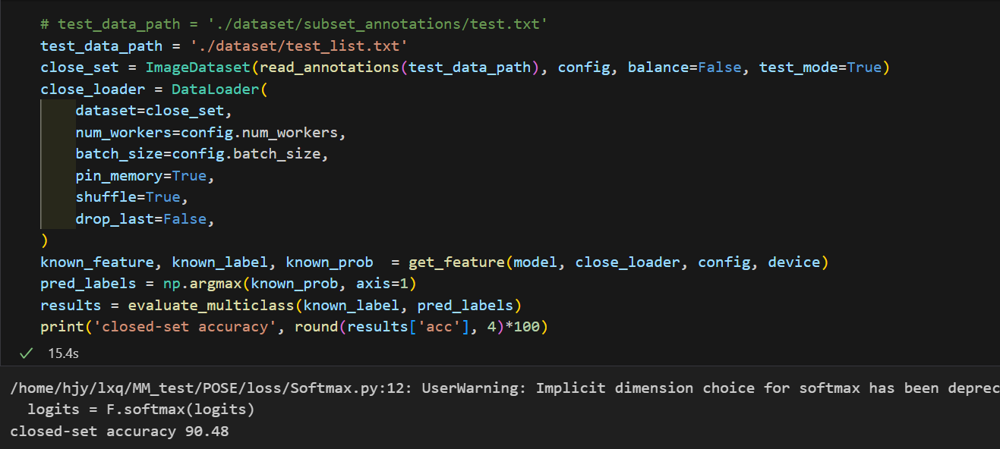 # test_data_path = './dataset/subset_annotations/test.txt'
test_data_path = './dataset/test_list.txt'
close_set = ImageDataset(read_annotations(test_data_path), config, balance=False, test_mode=True)
close_loader = DataLoader(
    dataset=close_set,
    num_workers=config.num_workers,
    batch_size=config.batch_size,
    pin_memory=True,
    shuffle=True,
    drop_last=False,
)
known_feature, known_label, known_prob  = get_feature(model, close_loader, config, device)
pred_labels = np.argmax(known_prob, axis=1)
results = evaluate_multiclass(known_label, pred_labels)
print('closed-set accuracy', round(results['acc'], 4)*100)
15.4s
/home/hjy/lxq/MM_test/POSE/loss/Softmax.py:12: UserWarning: Implicit dimension choice for softmax has been deprec
  logits = F.softmax(logits)
closed-set accuracy 90.48